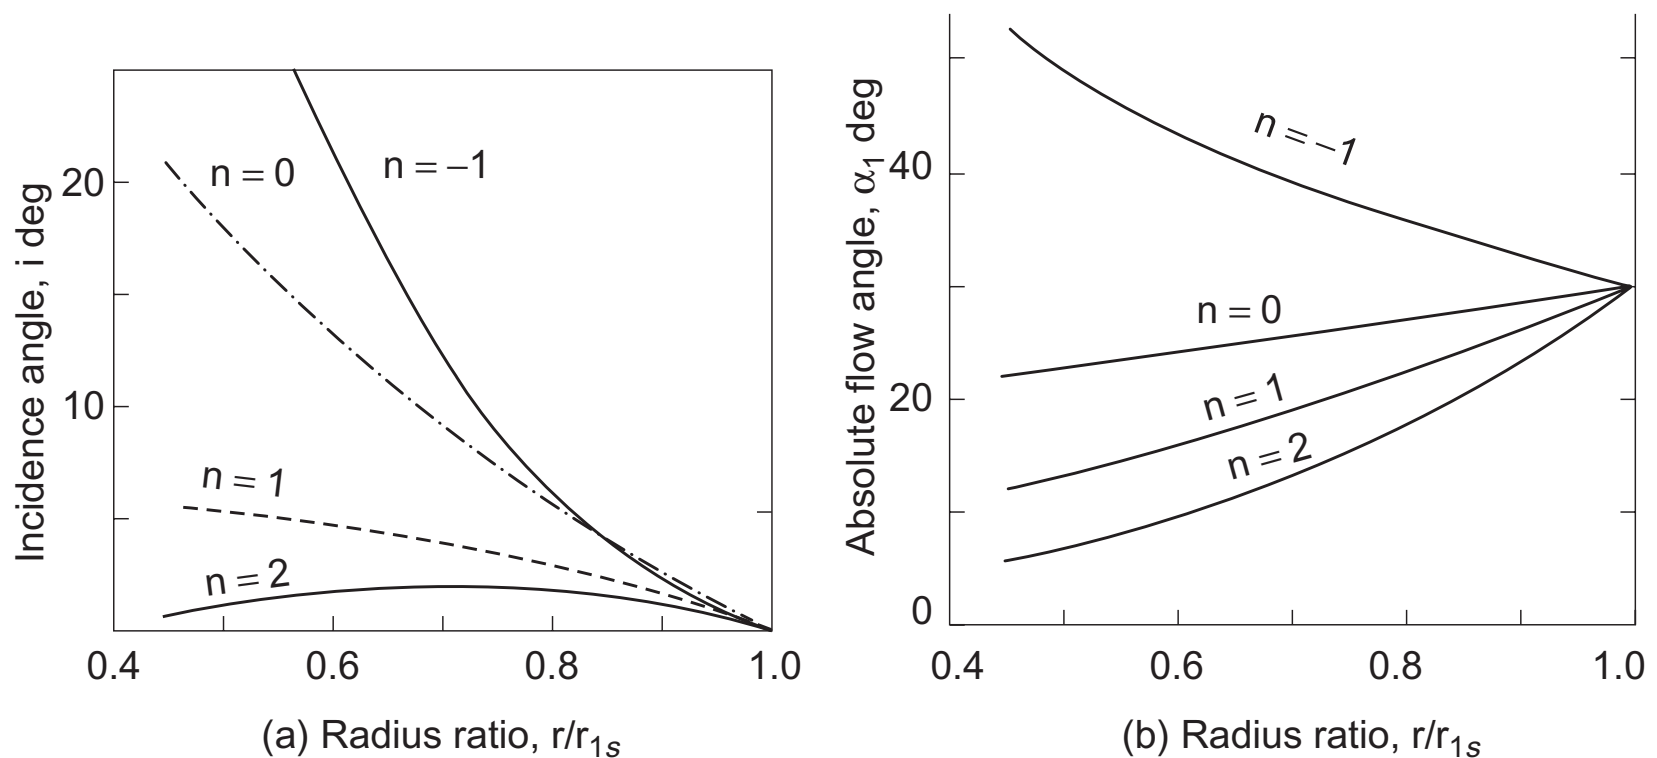 Incidence angle, i deg
20
10
n = 0
n = –1
n = 1
n = 2
0.4 0.6 0.8 1.0
(a) Radius ratio, r/r1s
Absolute flow angle, α1 deg
40
20
0
n = –1
n = 0
n = 1
n = 2
0.4 0.6 0.8 1.0
(b) Radius ratio, r/r1s